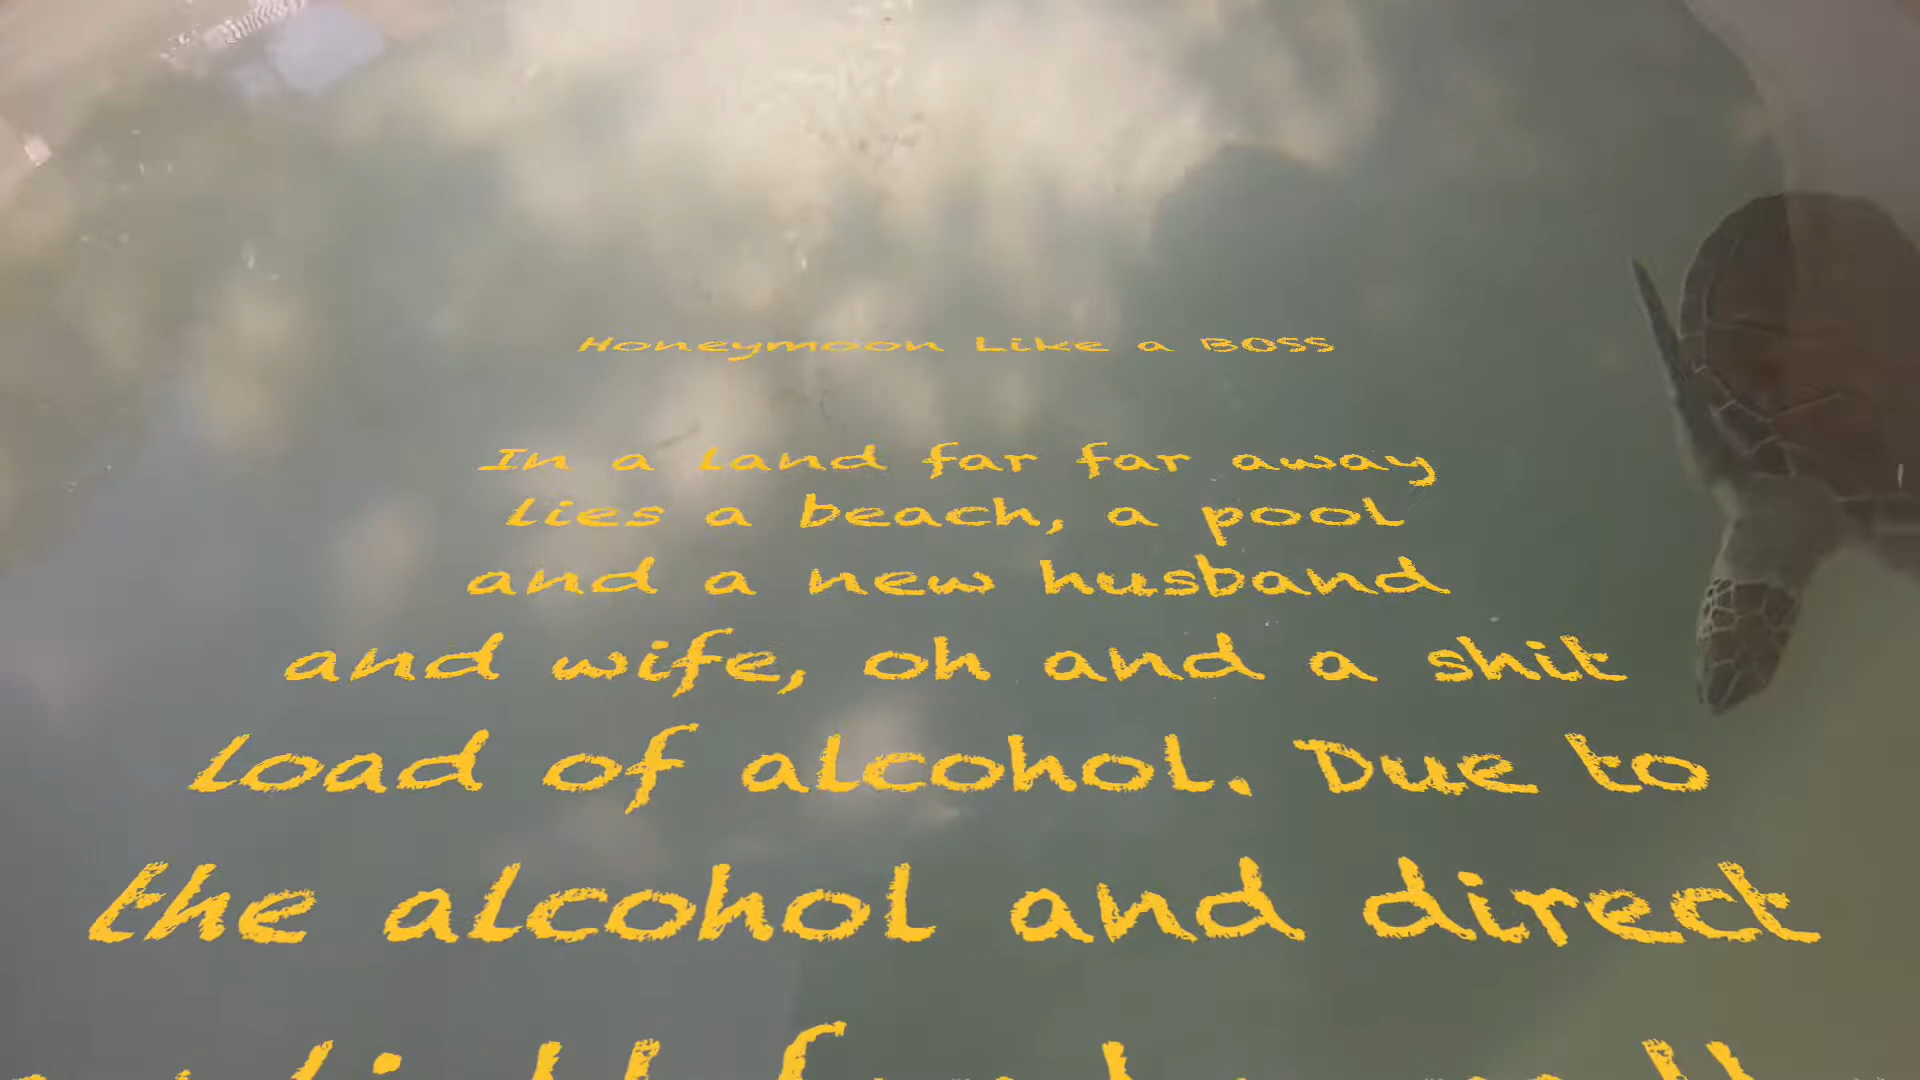 Honeymoon Like a BOSS
In a land far far away
lies a beach, a pool
and a new husband
and wife, oh and a shit
load of alcohol. Due to
the alcohol and direct